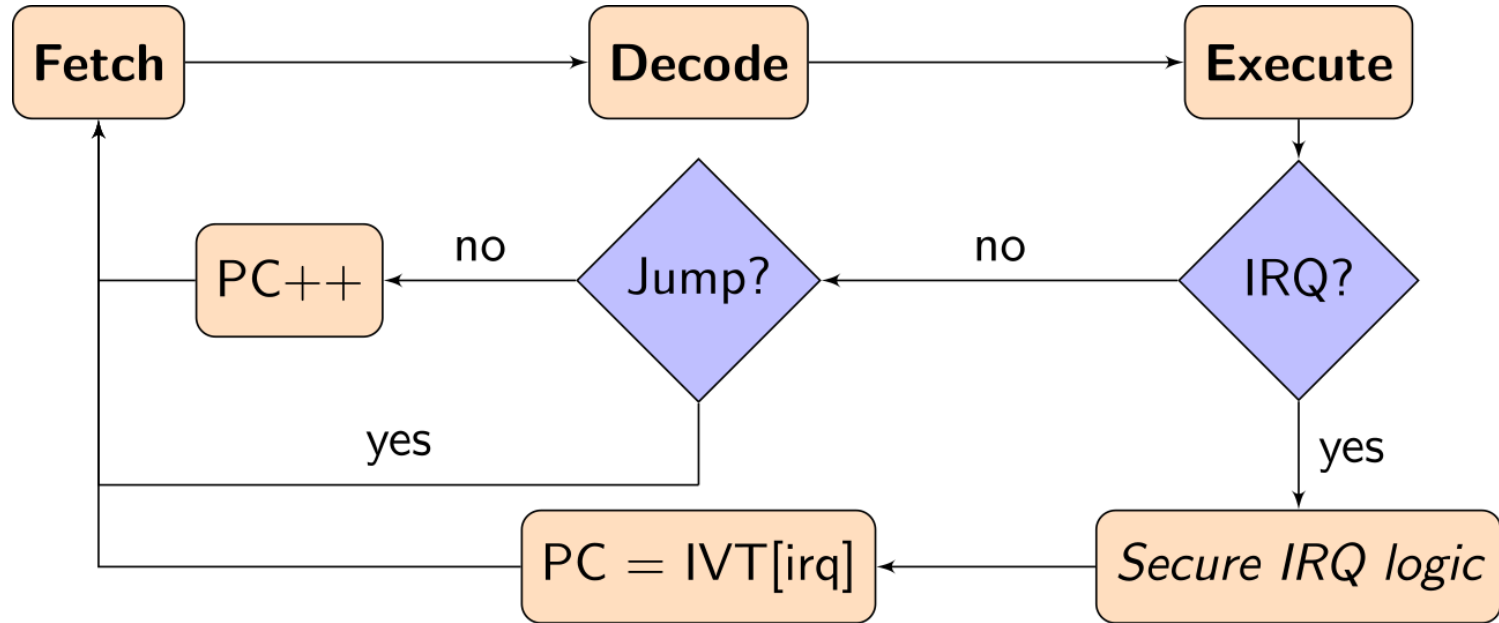 Fetch
Decode
Execute
PC++
no
Jump?
no
IRQ?
yes
yes
PC = IVT[irq]
Secure IRQ logic